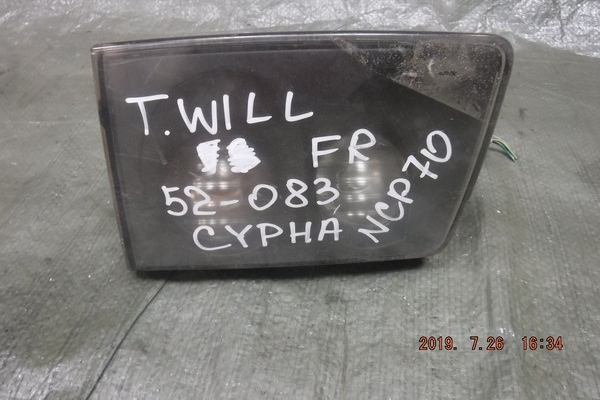 T.WILL
FR
52-083
CYPHA NCP70
2019. 7.26 16:34